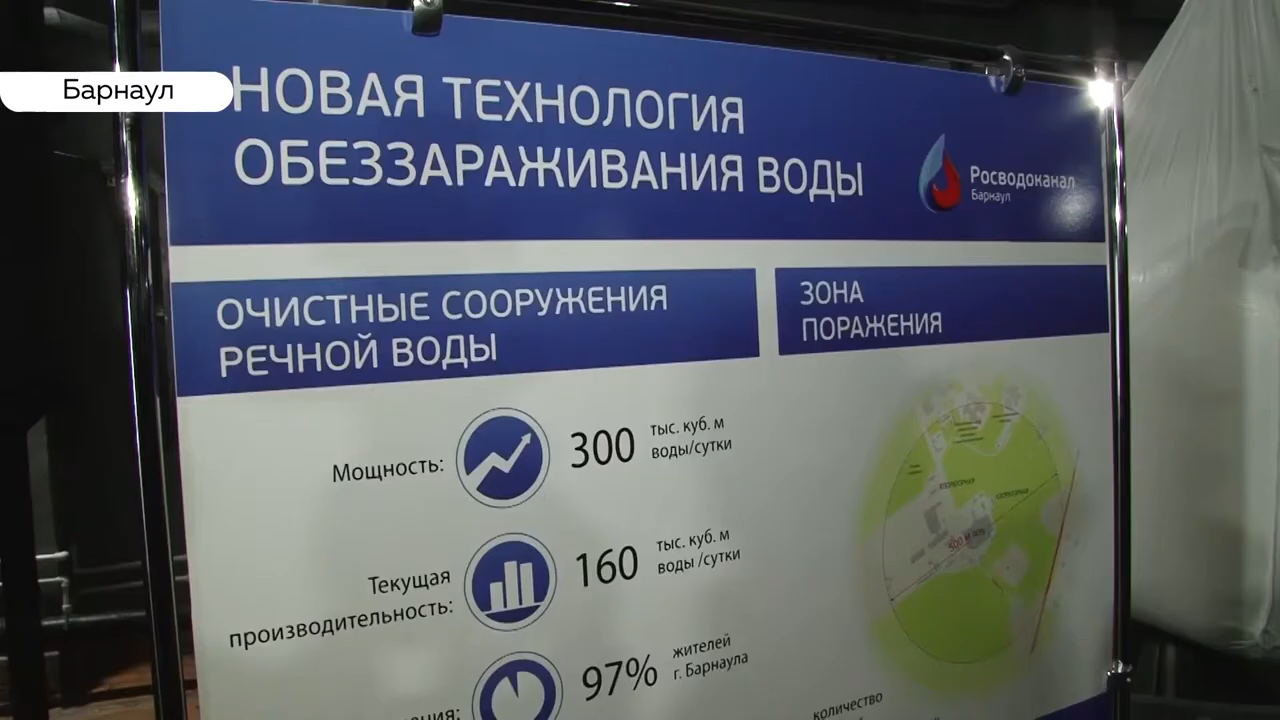 Барнаул
НОВАЯ ТЕХНОЛОГИЯ
ОБЕЗЗАРАЖИВАНИЯ ВОДЫ
Росводоканал
Барнаул
ОЧИСТНЫЕ СООРУЖЕНИЯ
РЕЧНОЙ ВОДЫ
ЗОНА
ПОРАЖЕНИЯ
Мощность:
300
тыс. куб. м
воды/сутки
Текущая
производительность:
160
тыс. куб. м
воды /сутки
97%
жителей
г. Барнаула
количество